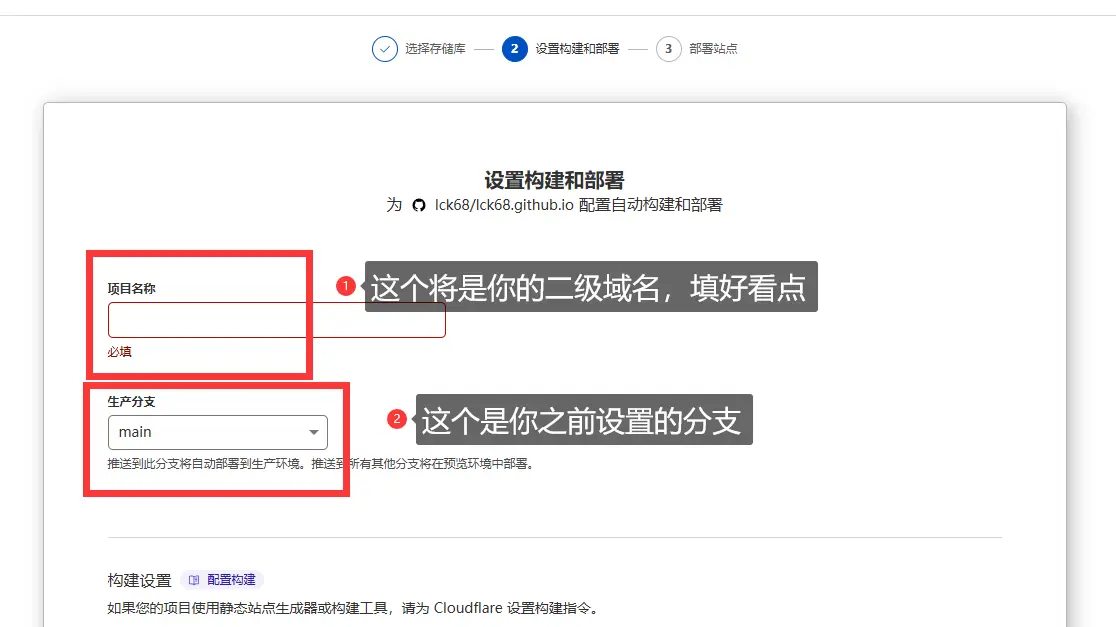 选择存储库 2 设置构建和部署 3 部署站点
设置构建和部署
为 lck68/lck68.github.io 配置自动构建和部署
项目名称
1 这个将是你的二级域名，填好看点
必填
生产分支
2 这个是你之前设置的分支
main
推送到此分支将自动部署到生产环境。推送到所有其他分支将在预览环境中部署。
构建设置 配置构建
如果您的项目使用静态站点生成器或构建工具，请为 Cloudflare 设置构建指令。